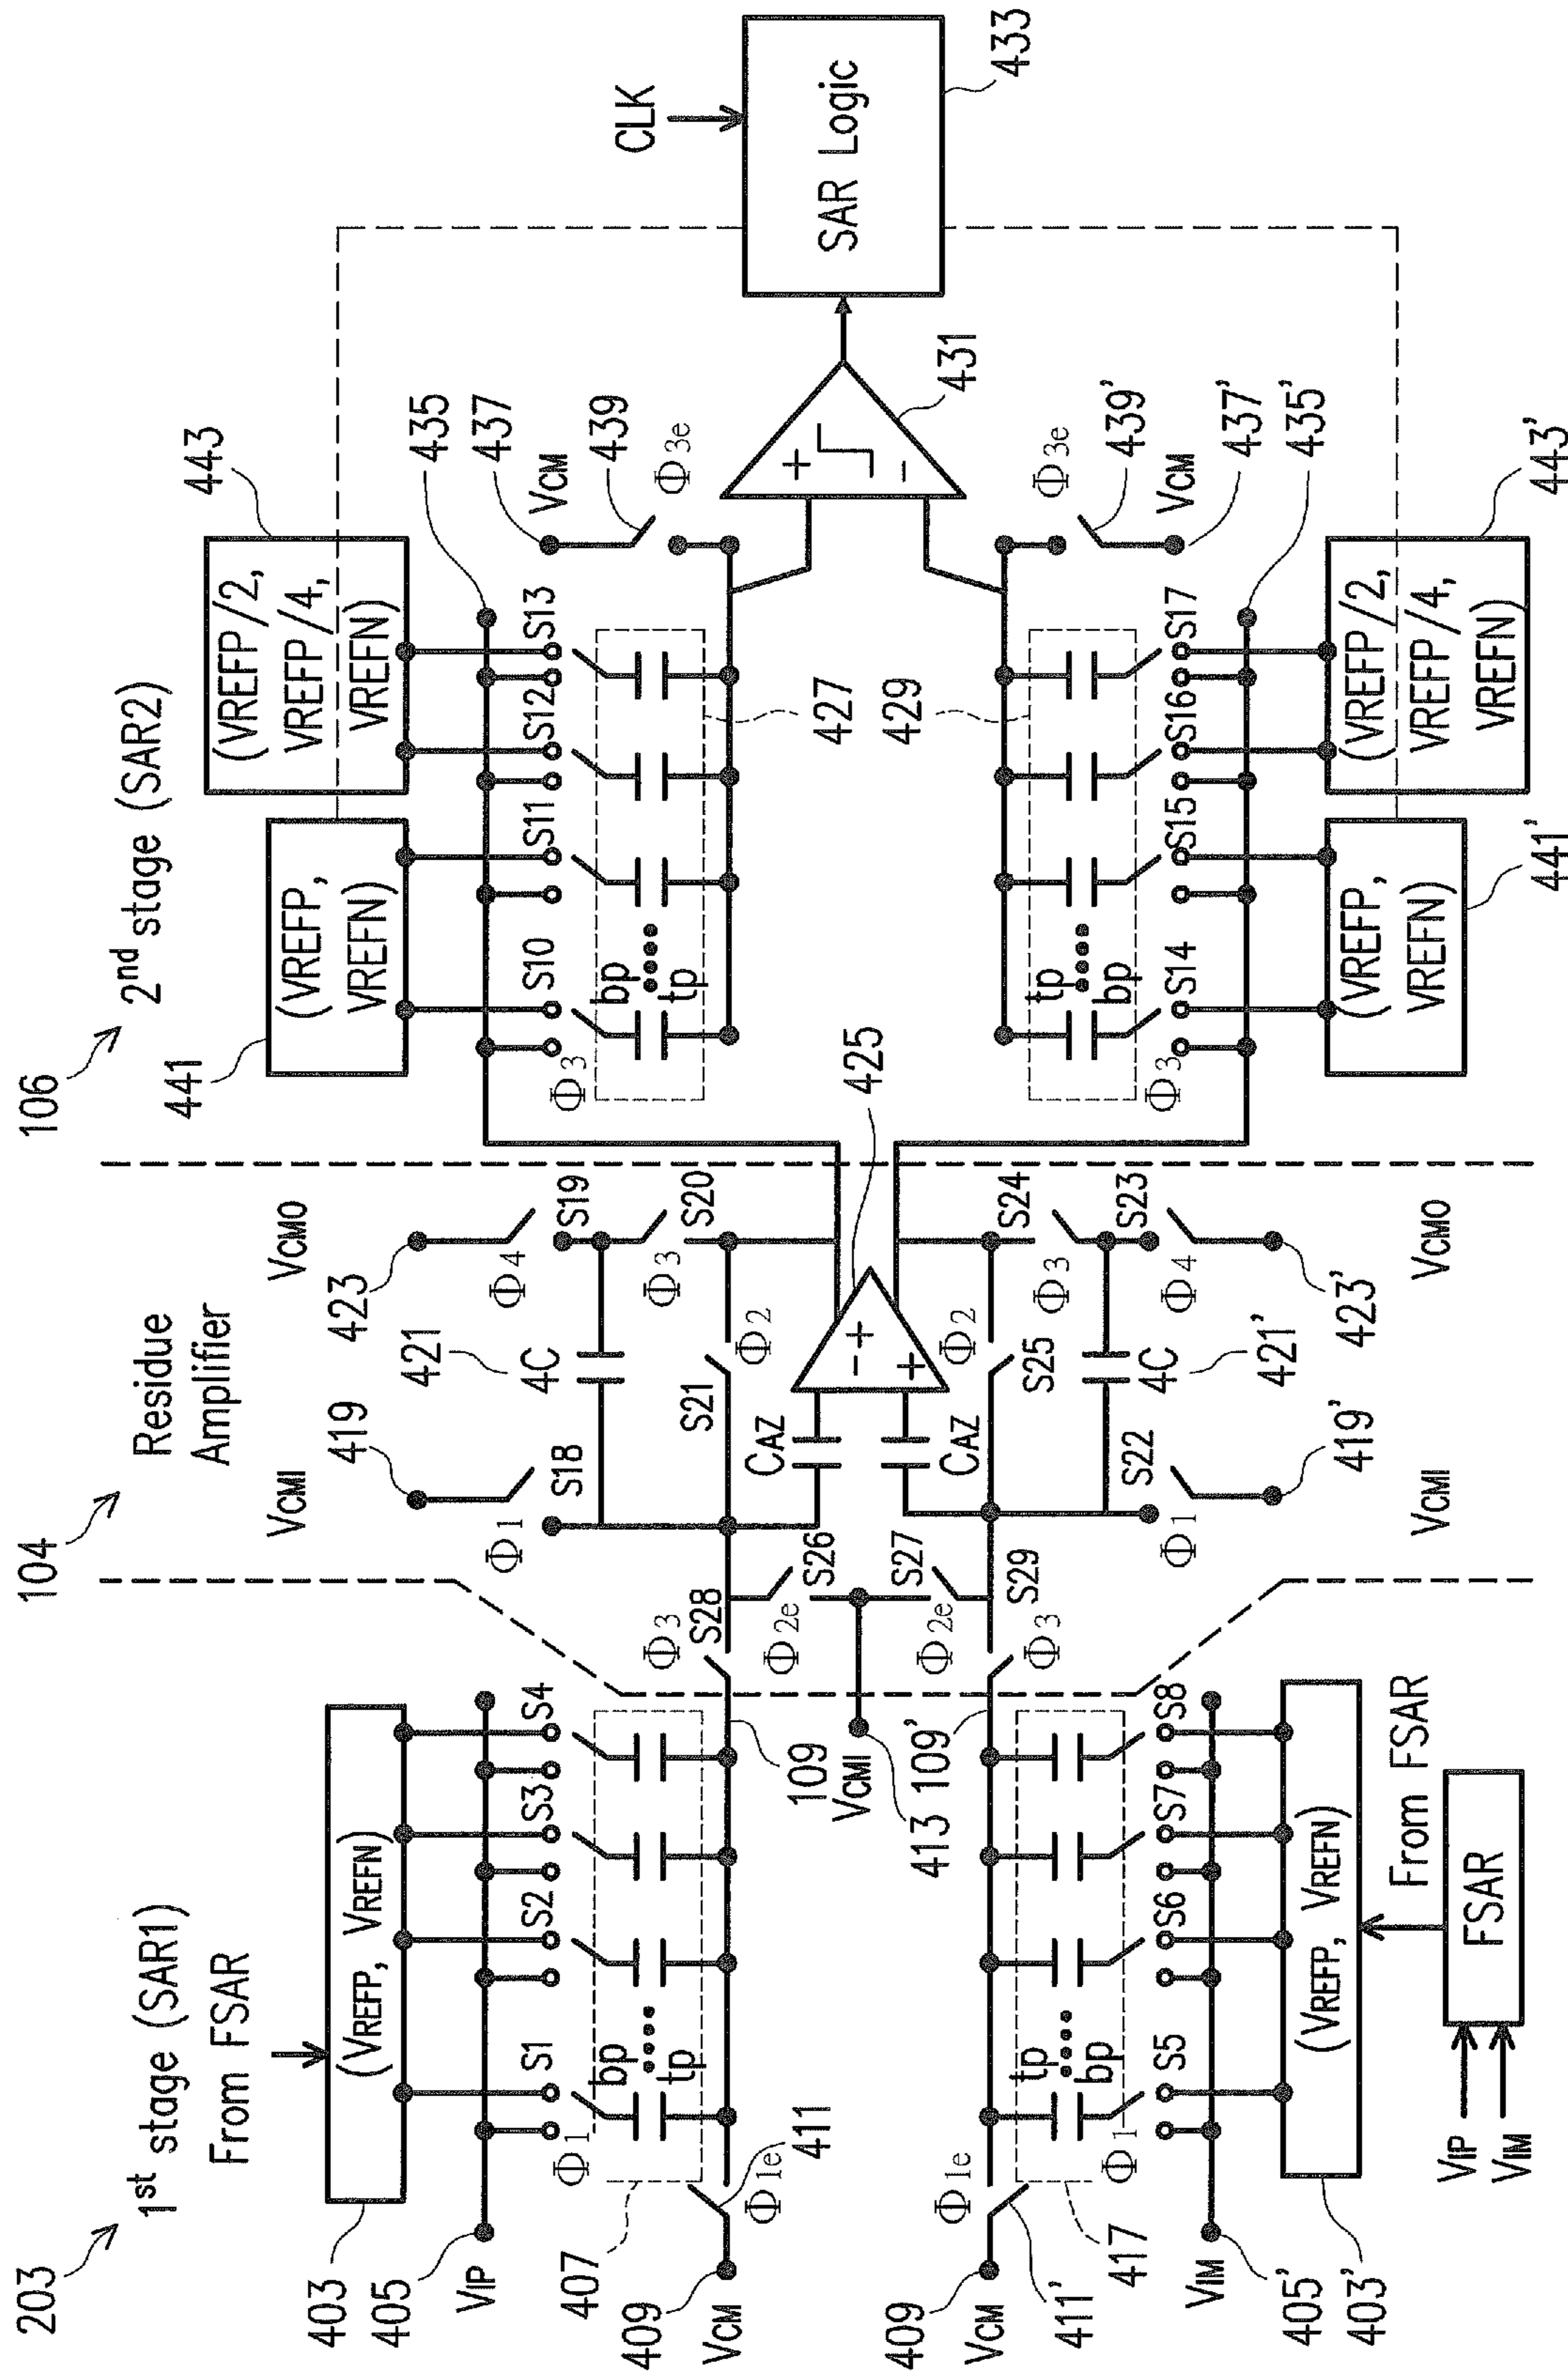 203
1st stage (SAR1)
From FSAR
104
Residue
Amplifier
106
2nd stage (SAR2)
403
(VREFP, VREFN)
405
VIP
S1
S2
S3
S4
Φ1
bp
tp
407
409
VCM
Φ1e
411
109
Φ3
S28
Φ2e
S26
VCMI
413
S27
Φ2e
S29
Φ3
109'
409
VCM
Φ1e
411'
417
tp
bp
Φ1
S5
S6
S7
S8
VIM
405'
403'
(VREFP, VREFN)
From FSAR
FSAR
VIP
VIM
VCMI
419
S18
Φ1
421
4C
423
VCMO
Φ4
S19
Φ3
S20
S21
Φ2
CAZ
CAZ
- +
+
425
Φ2
S25
S24
Φ3
S23
Φ4
4C
421'
423'
VCMO
S22
Φ1
419'
VCMI
441
(VREFP,
VREFN)
443
(VREFP/2,
VREFP/4,
VREFN)
435
437
VCM
439
Φ3e
S10
S11
S12
S13
Φ3
bp
tp
427
429
tp
bp
Φ3
S14
S15
S16
S17
Φ3e
439'
VCM
437'
435'
+
-
431
CLK
SAR Logic
433
(VREFP,
VREFN)
441'
(VREFP/2,
VREFP/4,
VREFN)
443'